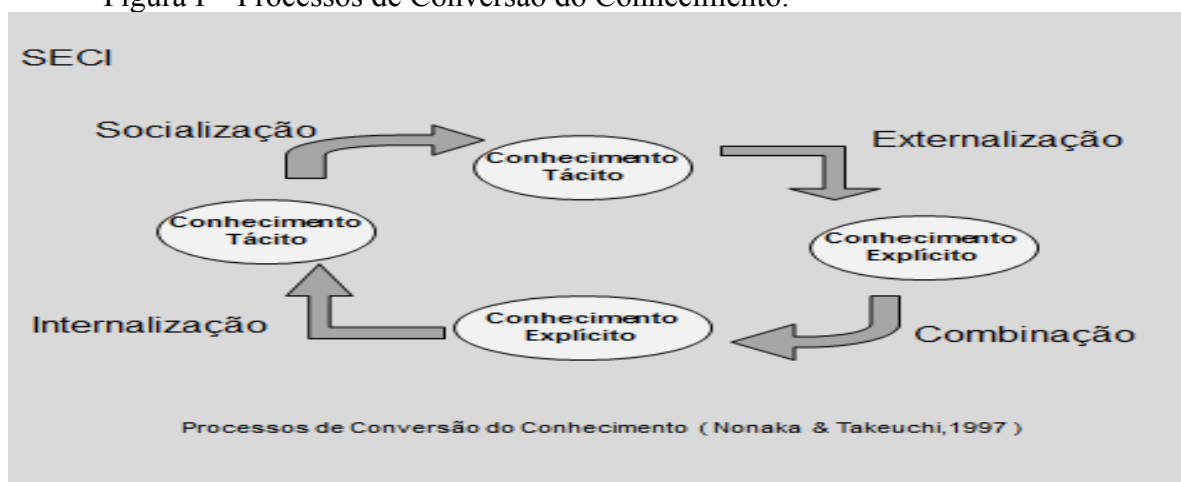 Figura 1 - Processos de Conversão do Conhecimento.
SECI
Socialização
Externalização
Conhecimento
Tácito
Conhecimento
Tácito
Conhecimento
Explícito
Internalização
Conhecimento
Explícito
Combinação
Processos de Conversão do Conhecimento ( Nonaka & Takeuchi,1997 )